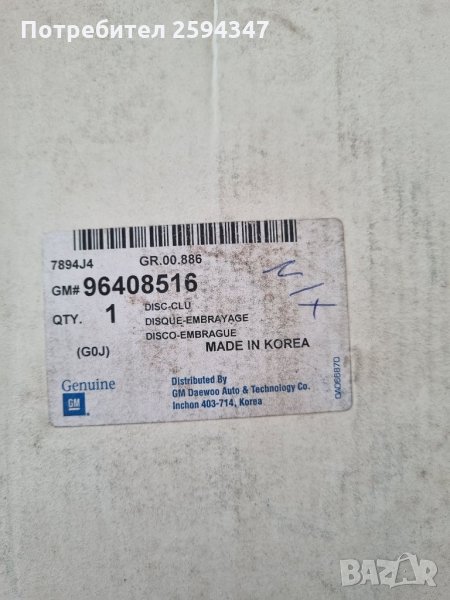 Потребител 2594347
7894J4 GR.00.886
GM# 96408516
DISC-CLU
QTY. 1 DISQUE-EMBRAYAGE
DISCO-EMBRAGUE
(G0J) MADE IN KOREA
Genuine
GM
Distributed By
GM Daewoo Auto & Technology Co.
Inchon 403-714, Korea
BAZAR